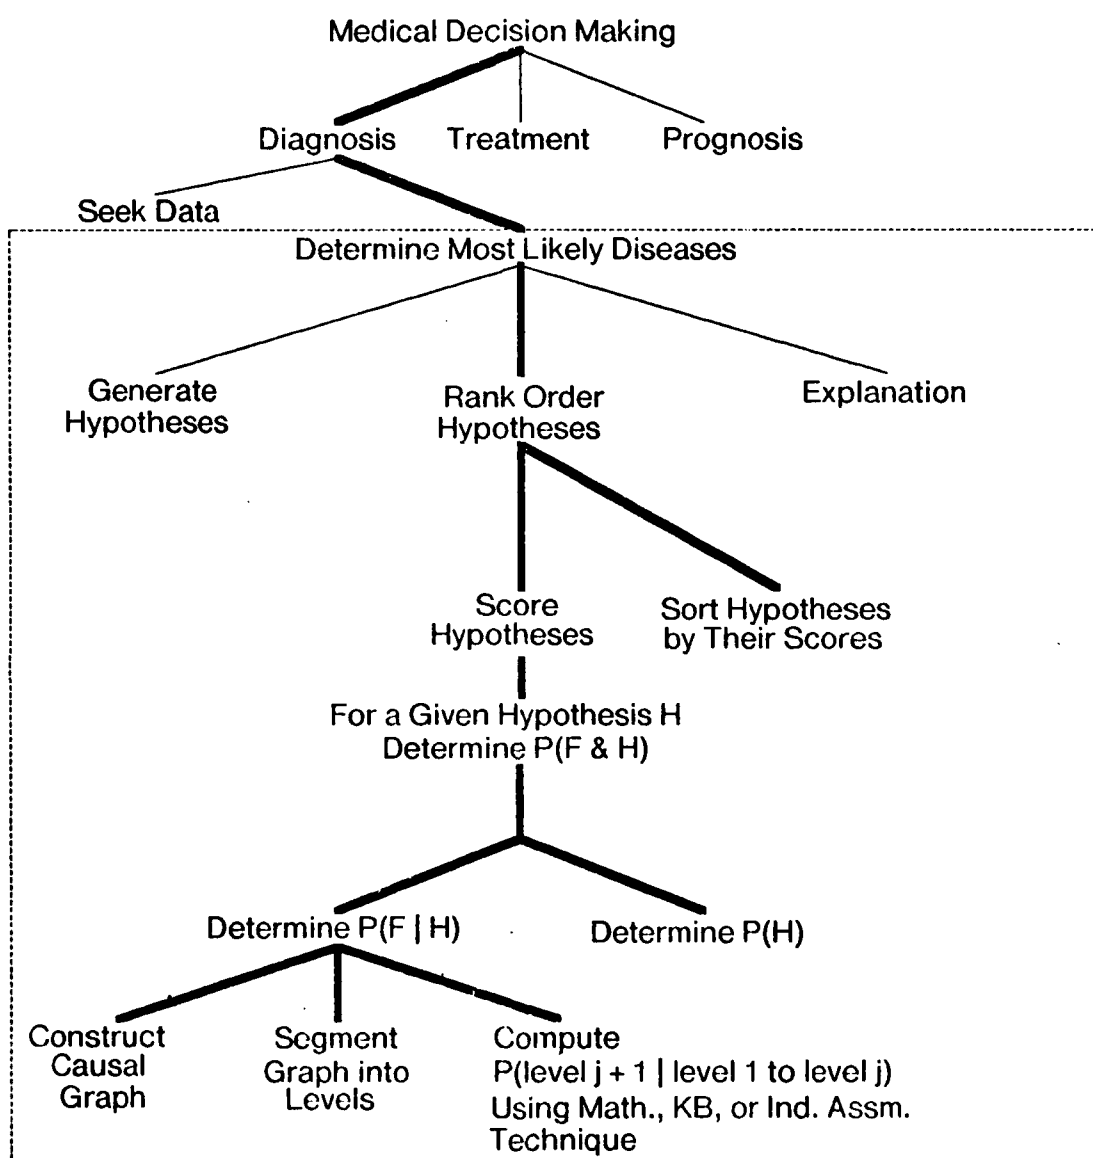 Medical Decision Making
Diagnosis Treatment Prognosis
Seek Data
Determine Most Likely Diseases
Generate
Hypotheses
Rank Order
Hypotheses
Explanation
Score
Hypotheses
Sort Hypotheses
by Their Scores
For a Given Hypothesis H
Determine P(F & H)
Determine P(F | H)
Determine P(H)
Construct
Causal
Graph
Segment
Graph into
Levels
Compute
P(level j + 1 | level 1 to level j)
Using Math., KB, or Ind. Assm.
Technique